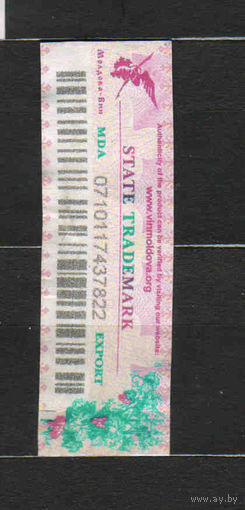 Молдова-Вин
MDA 0710117437822 EXPORT
STATE TRADEMARK
www.vinmoldova.org
Authenticity of the product can be verified by visiting our website:
www.ay.by